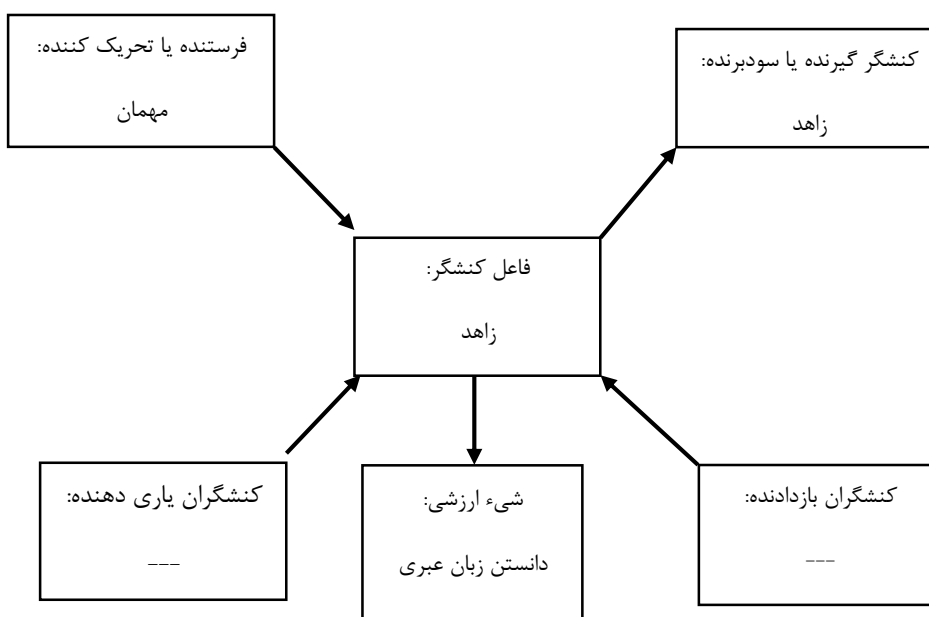 فرستنده یا تحریک کننده:
مهمان
کنشگر گیرنده یا سودبرنده:
زاهد
فاعل کنشگر:
زاهد
کنشگران یاری دهنده:
---
شیء ارزشی:
دانستن زبان عبری
کنشگران بازدادنده:
---